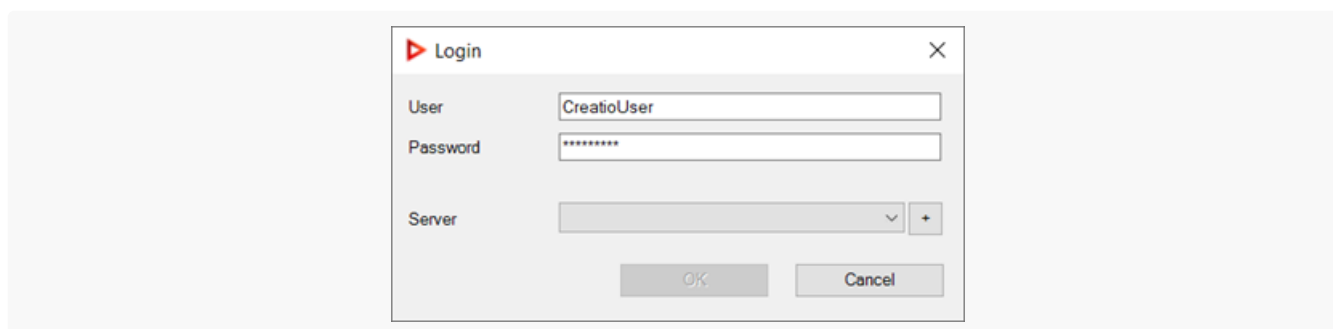 Login
User CreatioUser
Password *********
Server +
OK Cancel